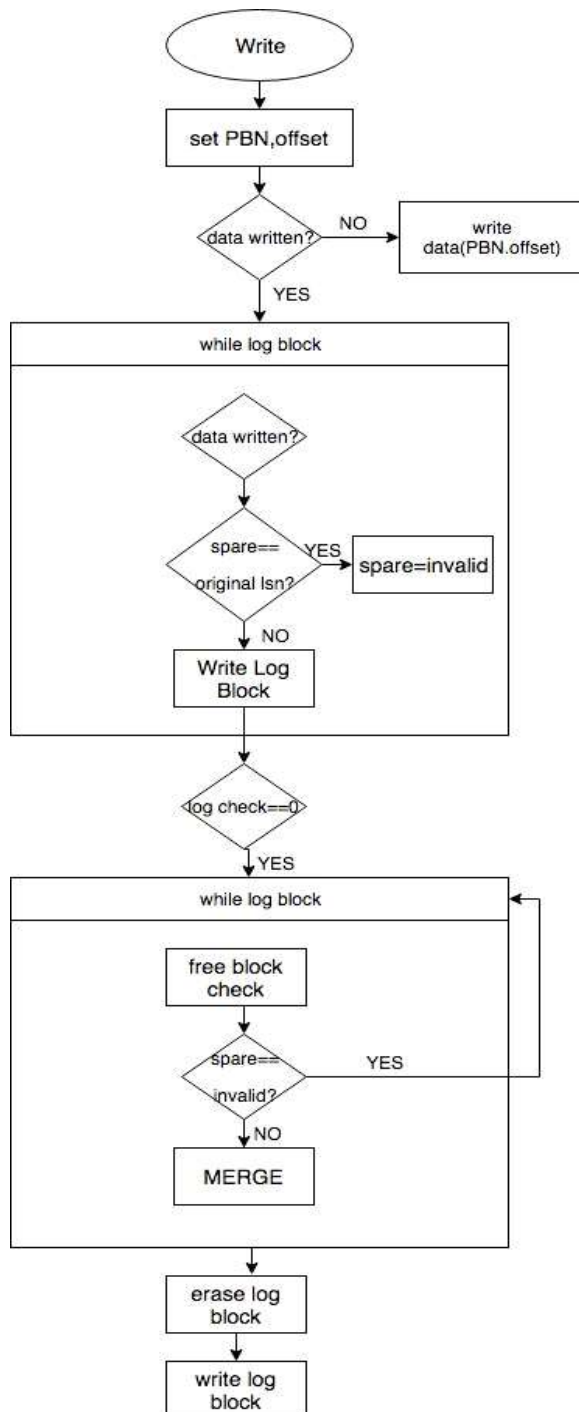 Write
set PBN,offset
data written?
NO
write
data(PBN.offset)
YES
while log block
data written?
spare==
original lsn?
YES
spare=invalid
NO
Write Log
Block
log check==0
YES
while log block
free block
check
spare==
invalid?
YES
NO
MERGE
erase log
block
write log
block